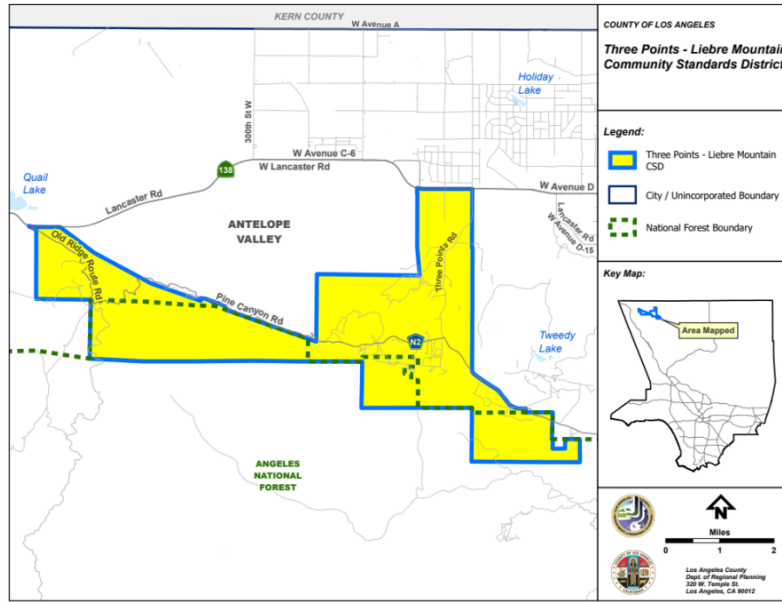 KERN COUNTY
W Avenue A
300th St W
Holiday
Lake
W Avenue C-6
138
W Lancaster Rd
W Avenue D
Quail
Lake
Lancaster Rd
Lancaster Rd
W Avenue D-15
ANTELOPE
VALLEY
Old Ridge Route Rd
Three Points Rd
Pine Canyon Rd
N2
Tweedy
Lake
ANGELES
NATIONAL
FOREST
COUNTY OF LOS ANGELES
Three Points - Liebre Mountain
Community Standards District
Legend:
Three Points - Liebre Mountain
CSD
City / Unincorporated Boundary
National Forest Boundary
Key Map:
Area Mapped
N
Miles
0 1 2
Los Angeles County
Dept. of Regional Planning
320 W. Temple St.
Los Angeles, CA 90012